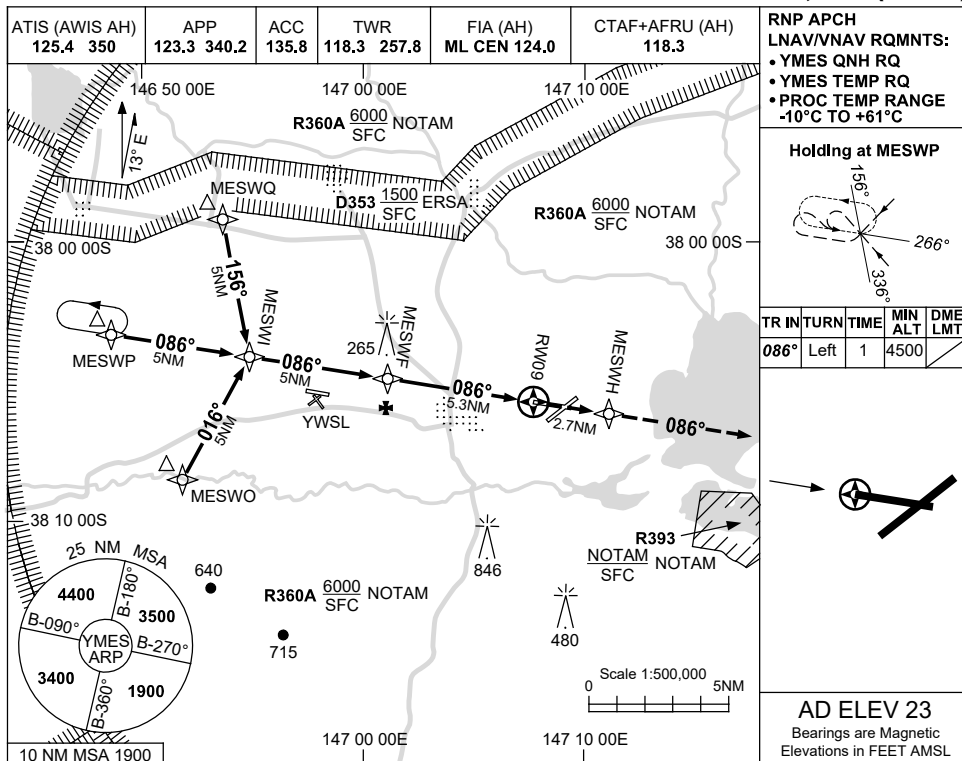 ATIS (AWIS AH)
125.4 350
APP
123.3 340.2
ACC
135.8
TWR
118.3 257.8
FIA (AH)
ML CEN 124.0
CTAF+AFRU (AH)
118.3
RNP APCH
LNAV/VNAV RQMNTS:
• YMES QNH RQ
• YMES TEMP RQ
• PROC TEMP RANGE
-10°C TO +61°C
Holding at MESWP
156°
266°
336°
TR IN TURN TIME MIN ALT DME LMT
086° Left 1 4500
146 50 00E
147 00 00E
147 10 00E
13° E
R360A 6000 NOTAM
SFC
MESWQ
D353 1500 ERSA
SFC
R360A 6000 NOTAM
SFC
38 00 00S
38 00 00S
156°
5NM
MESWI
MESWP
086°
5NM
086°
5NM
265
MESWF
086°
5.3NM
RW09
MESWH
2.7NM
086°
YWSL
016°
5NM
MESWO
38 10 00S
R393
NOTAM NOTAM
SFC
846
480
640
715
R360A 6000 NOTAM
SFC
25 NM MSA
4400
B-180°
3500
B-090°
YMES
ARP
B-270°
3400
B-360°
1900
10 NM MSA 1900
Scale 1:500,000
0 5NM
147 00 00E
147 10 00E
AD ELEV 23
Bearings are Magnetic
Elevations in FEET AMSL